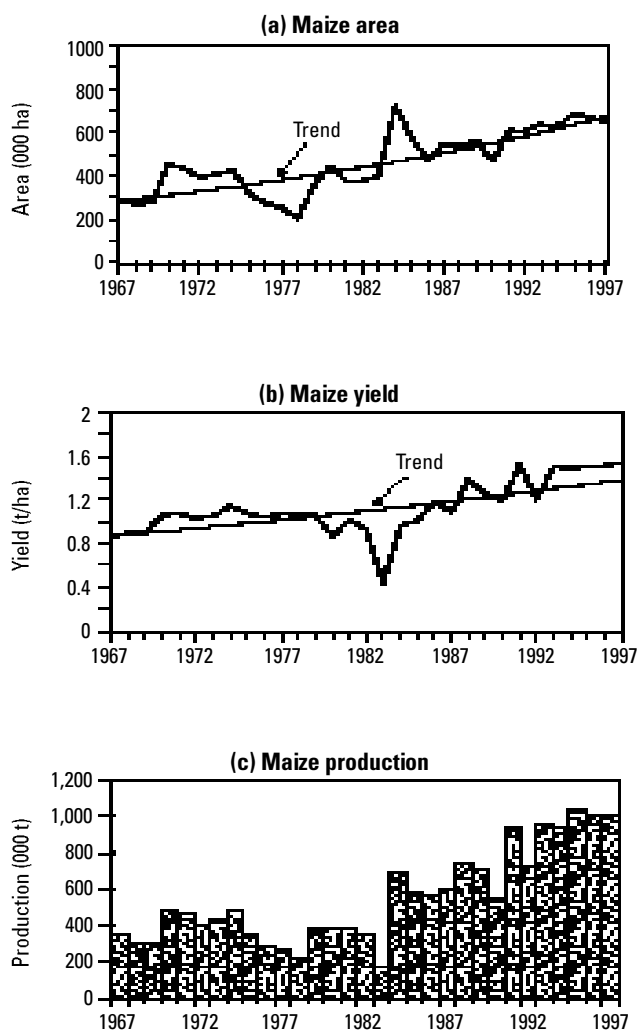 (a) Maize area
Area (000 ha)
1000
800
600
400
200
0
Trend
1967 1972 1977 1982 1987 1992 1997
(b) Maize yield
Yield (t/ha)
2
1.6
1.2
0.8
0.4
0
Trend
1967 1972 1977 1982 1987 1992 1997
(c) Maize production
Production (000 t)
1,200
1,000
800
600
400
200
0
1967 1972 1977 1982 1987 1992 1997